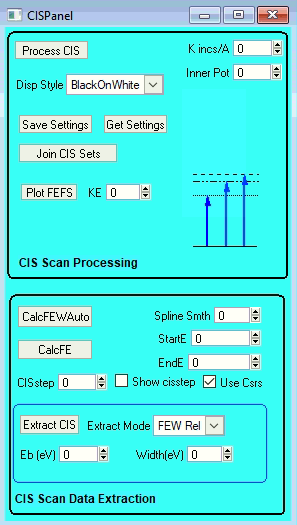 CISPanel
Process CIS
K incs/A 0
Inner Pot 0
Disp Style BlackOnWhite
Save Settings Get Settings
Join CIS Sets
Plot FEFS KE 0
CIS Scan Processing
CalcFEWAuto
Spline Smth 0
StartE 0
CalcFE
EndE 0
CISstep 0 Show cisstep Use Csrs
Extract CIS Extract Mode FEW Rel
Eb (eV) 0 Width(eV) 0
CIS Scan Data Extraction